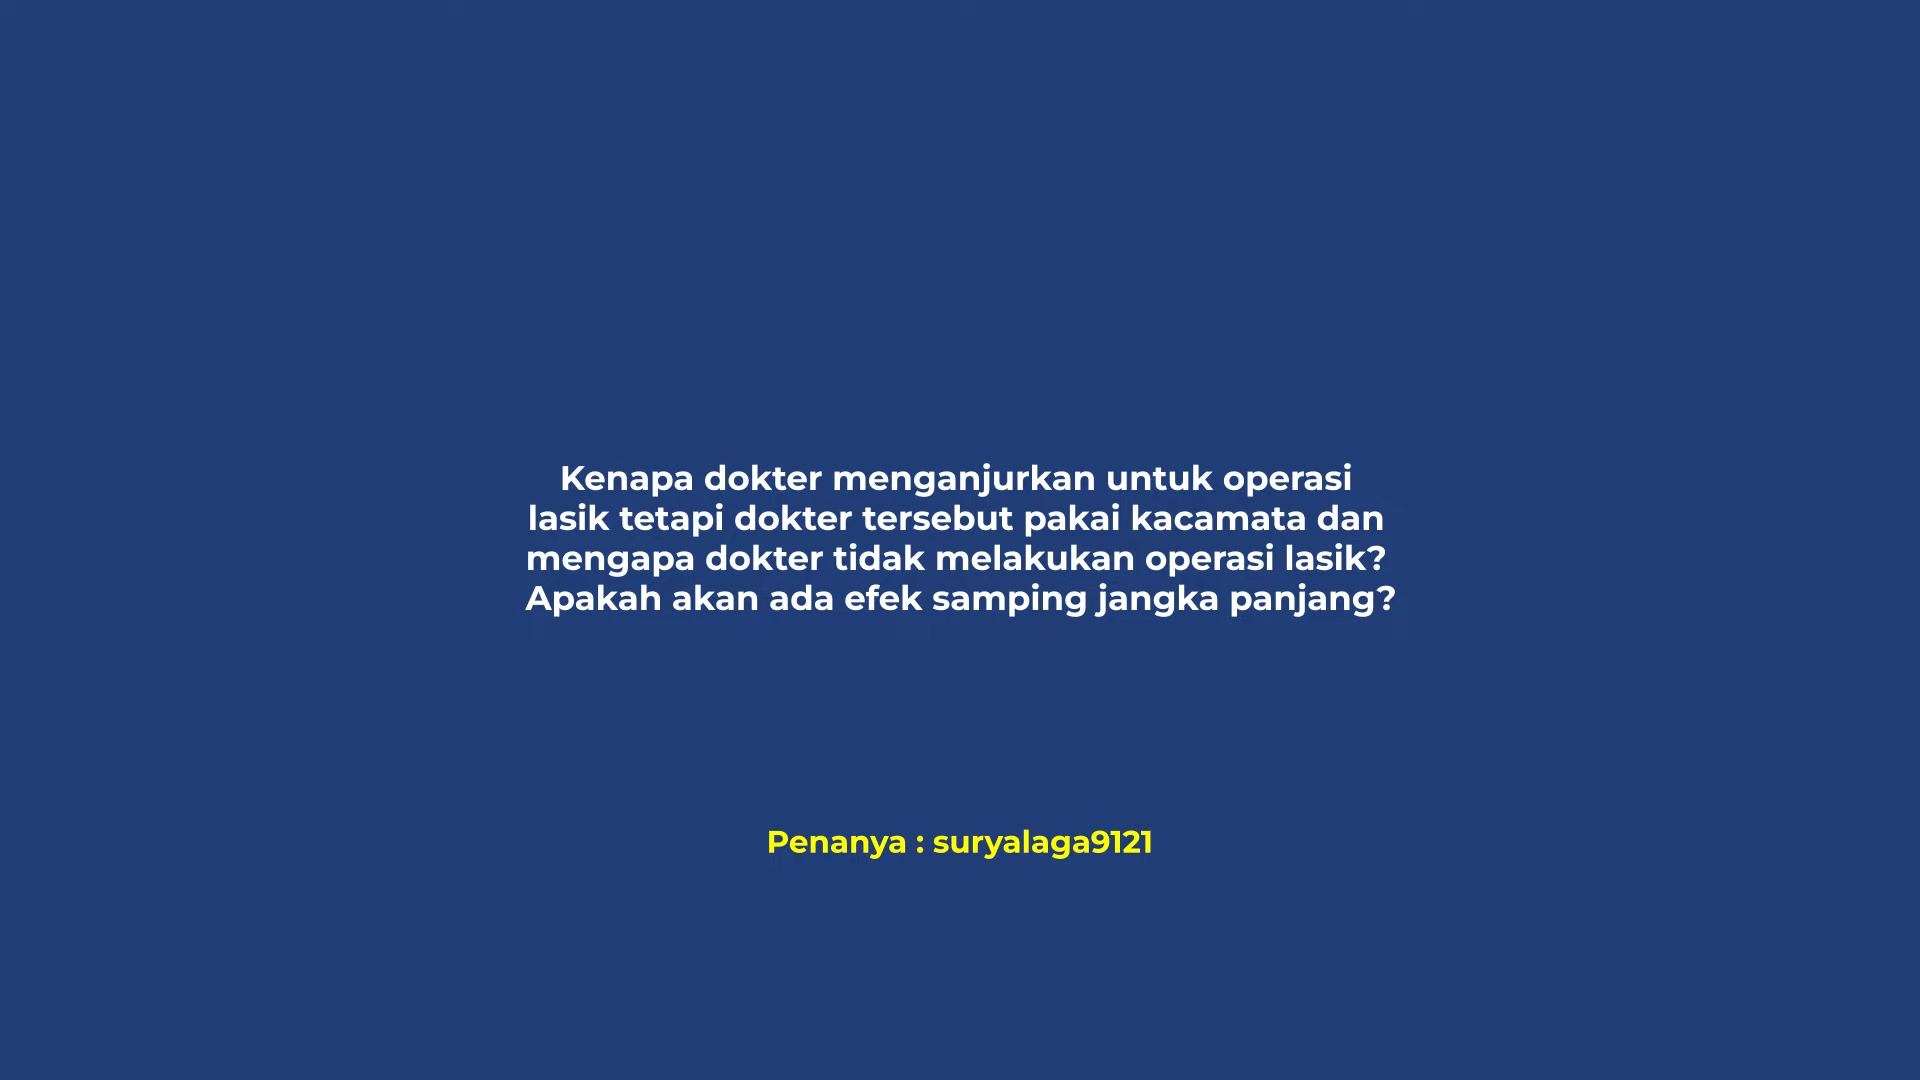 Kenapa dokter menganjurkan untuk operasi
lasik tetapi dokter tersebut pakai kacamata dan
mengapa dokter tidak melakukan operasi lasik?
Apakah akan ada efek samping jangka panjang?
Penanya : suryalaga9121